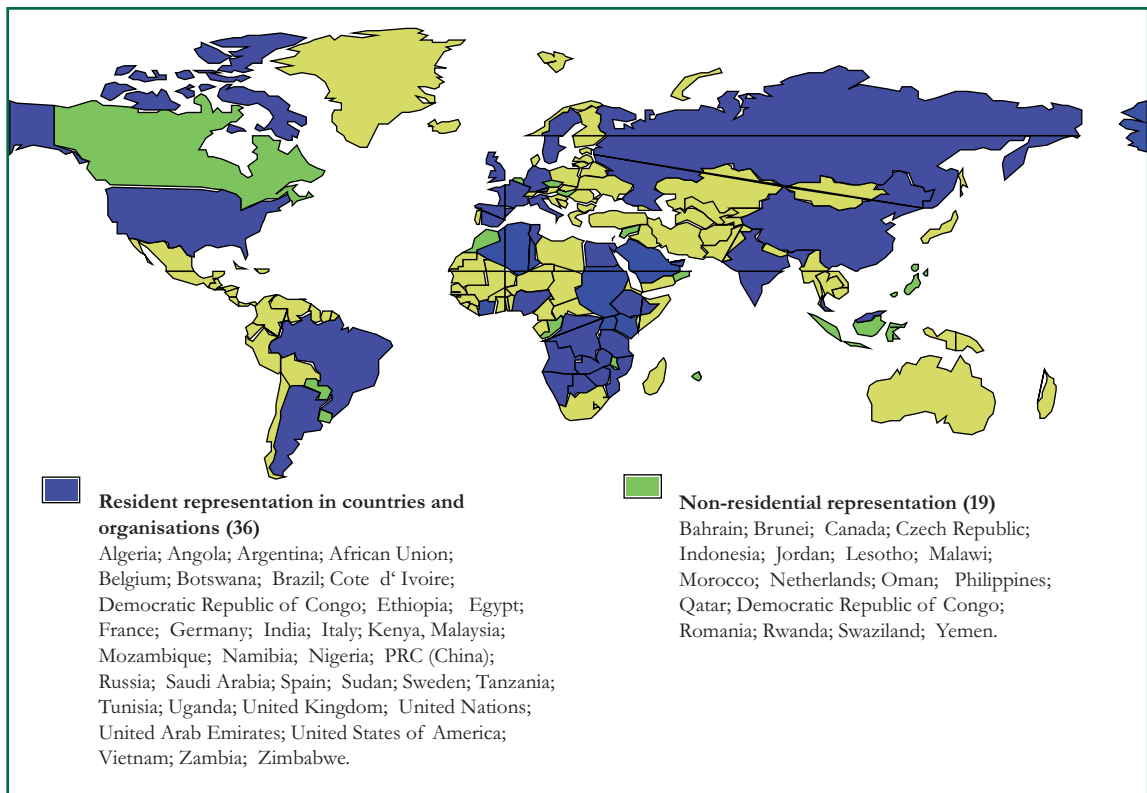 Resident representation in countries and
organisations (36)
Algeria; Angola; Argentina; African Union;
Belgium; Botswana; Brazil; Cote d‘ Ivoire;
Democratic Republic of Congo; Ethiopia; Egypt;
France; Germany; India; Italy; Kenya, Malaysia;
Mozambique; Namibia; Nigeria; PRC (China);
Russia; Saudi Arabia; Spain; Sudan; Sweden; Tanzania;
Tunisia; Uganda; United Kingdom; United Nations;
United Arab Emirates; United States of America;
Vietnam; Zambia; Zimbabwe.
Non-residential representation (19)
Bahrain; Brunei; Canada; Czech Republic;
Indonesia; Jordan; Lesotho; Malawi;
Morocco; Netherlands; Oman; Philippines;
Qatar; Democratic Republic of Congo;
Romania; Rwanda; Swaziland; Yemen.